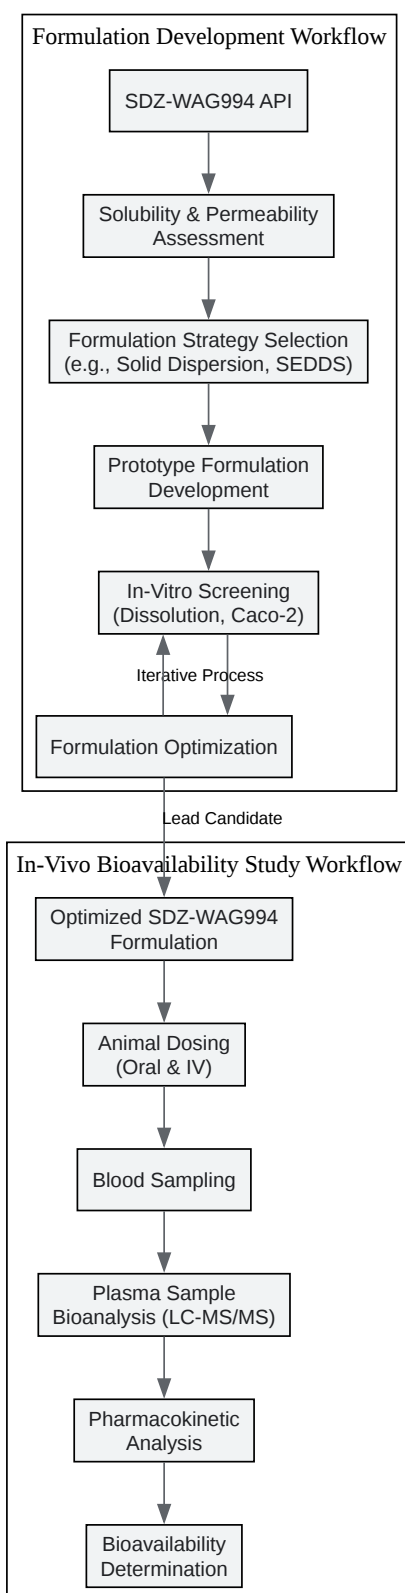 Formulation Development Workflow
SDZ-WAG994 API
Solubility & Permeability
Assessment
Formulation Strategy Selection
(e.g., Solid Dispersion, SEDDS)
Prototype Formulation
Development
In-Vitro Screening
(Dissolution, Caco-2)
Iterative Process
Formulation Optimization
Lead Candidate
In-Vivo Bioavailability Study Workflow
Optimized SDZ-WAG994
Formulation
Animal Dosing
(Oral & IV)
Blood Sampling
Plasma Sample
Bioanalysis (LC-MS/MS)
Pharmacokinetic
Analysis
Bioavailability
Determination